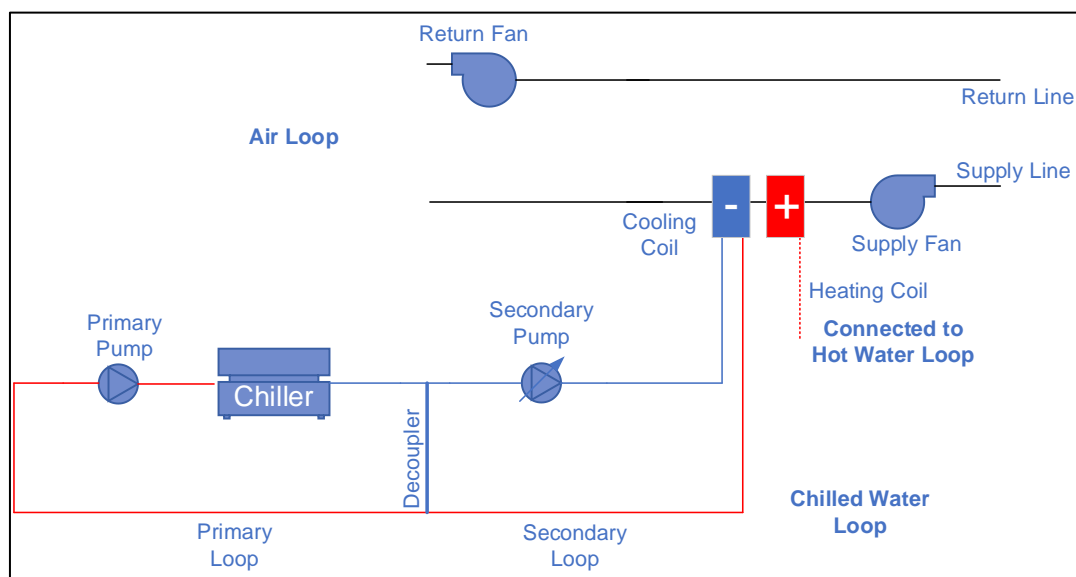 Return Fan
Return Line
Air Loop
Supply Line
-
+
Cooling
Coil
Supply Fan
Heating Coil
Connected to
Hot Water Loop
Primary
Pump
Secondary
Pump
Chiller
Decoupler
Chilled Water
Loop
Primary
Loop
Secondary
Loop